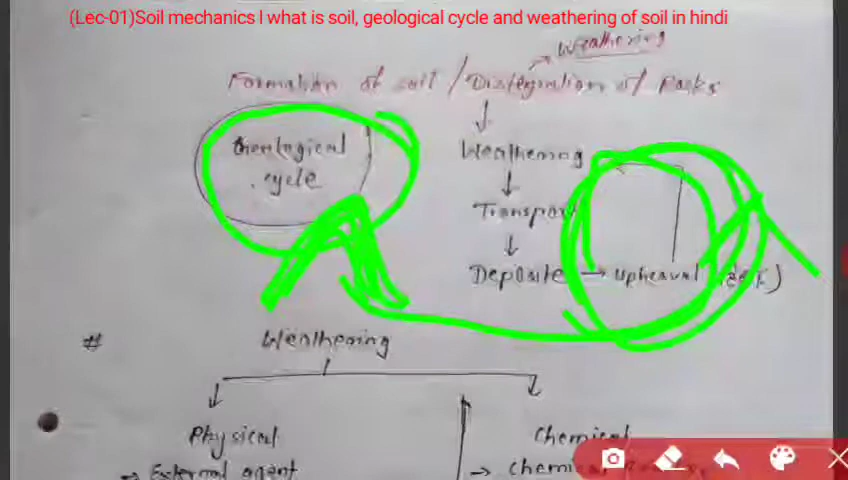 (Lec-01)Soil mechanics l what is soil, geological cycle and weathering of soil in hindi
Weathering
Formation of soil / Distegration of Rocks
Geological
cycle
Weathering
Transport
Deposite → upheaval
# Weathering
Physical
Chemical
→ External agent
→ Chemical